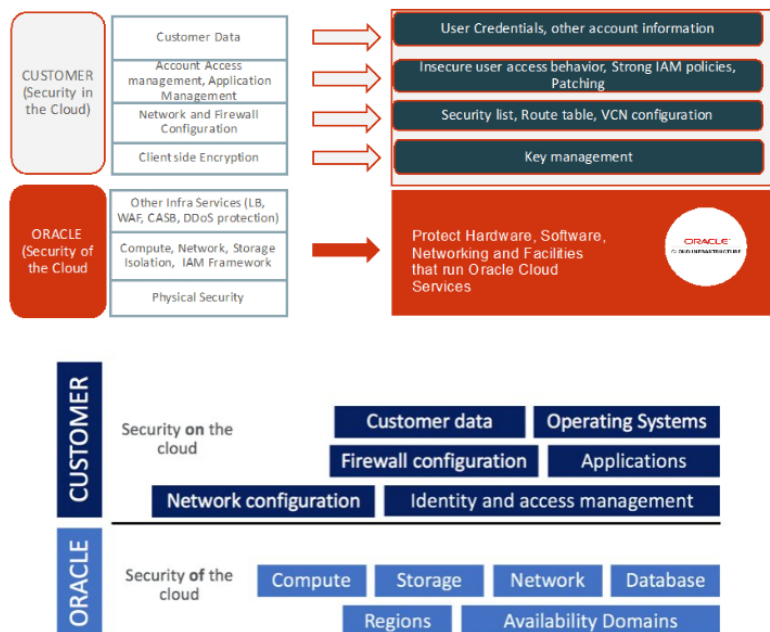 CUSTOMER
(Security in
the Cloud)
Customer Data
Account Access
management, Application
Management
Network and Firewall
Configuration
Client side Encryption
User Credentials, other account information
Insecure user access behavior, Strong IAM policies,
Patching
Security list, Route table, VCN configuration
Key management
ORACLE
(Security of
the Cloud
Other Infra Services (LB,
WAF, CASB, DDoS protection)
Compute, Network, Storage
Isolation, IAM Framework
Physical Security
Protect Hardware, Software,
Networking and Facilities
that run Oracle Cloud
Services
ORACLE
CLOUD INFRASTRUCTURE
CUSTOMER
Security on the
cloud
Customer data
Operating Systems
Firewall configuration
Applications
Network configuration
Identity and access management
ORACLE
Security of the
cloud
Compute
Storage
Network
Database
Regions
Availability Domains